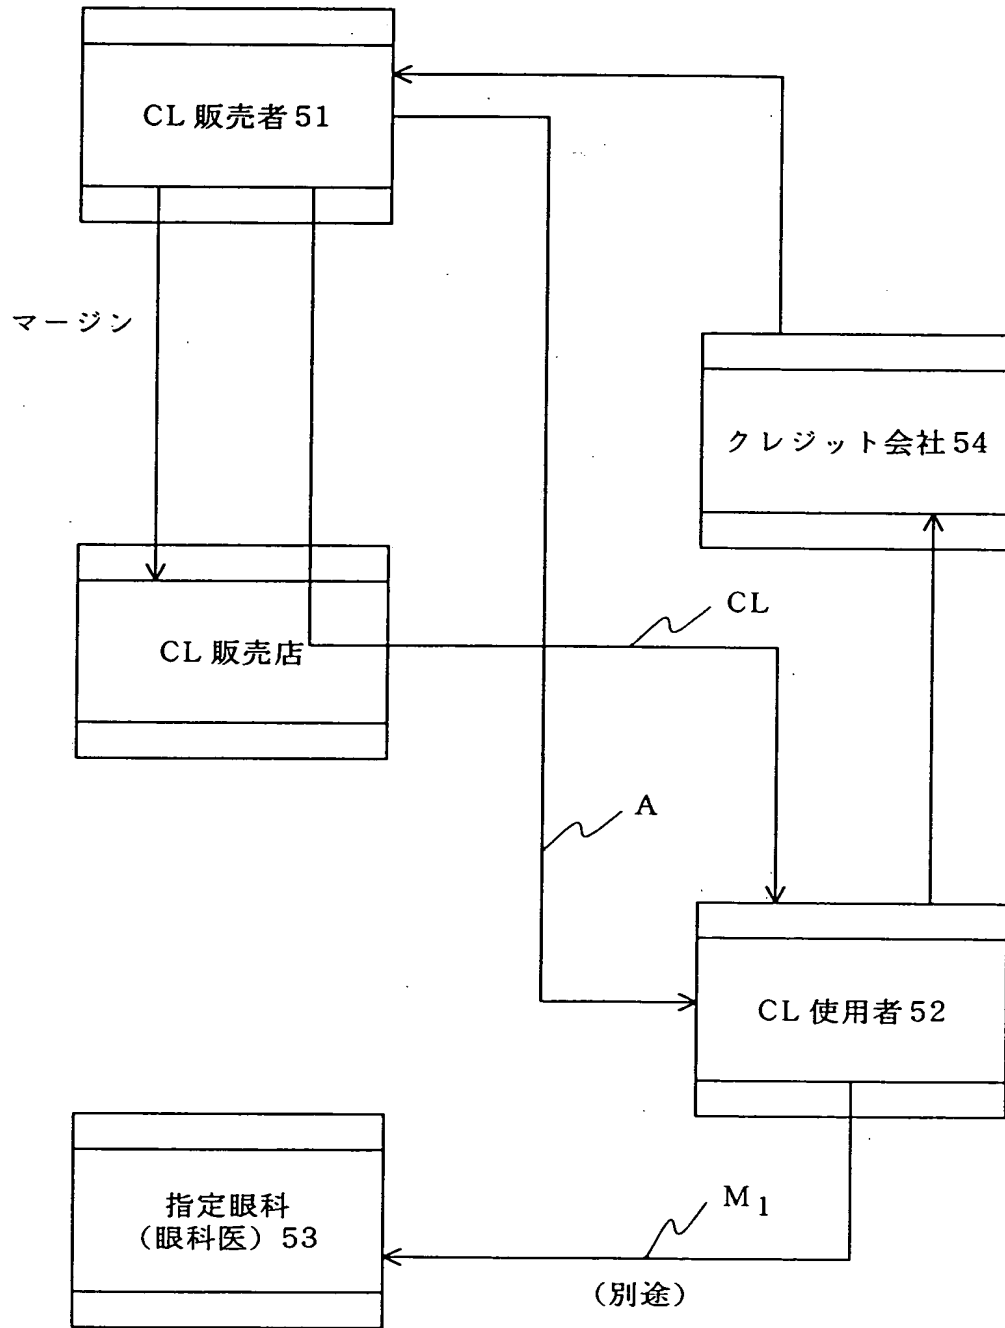 CL 販売者 51
マージン
クレジット会社 54
CL
CL 販売店
A
CL 使用者 52
指定眼科
（眼科医）53
M1
（別途）